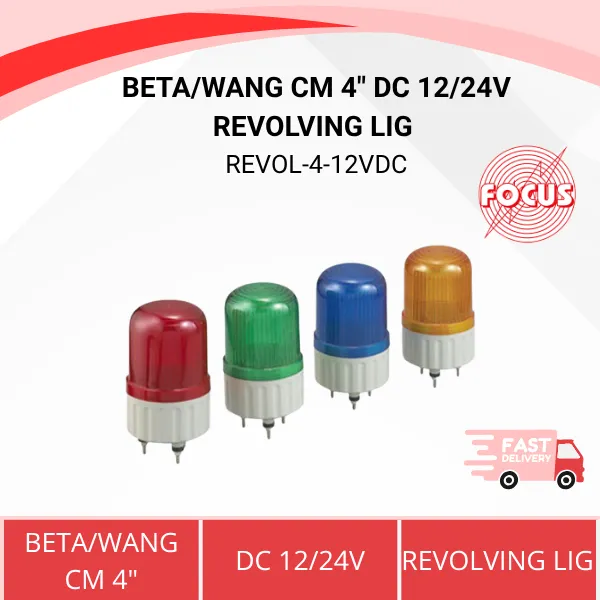 BETA/WANG CM 4" DC 12/24V
REVOLVING LIG
REVOL-4-12VDC
FOCUS
FAST
DELIVERY
BETA/WANG
CM 4"
DC 12/24V
REVOLVING LIG